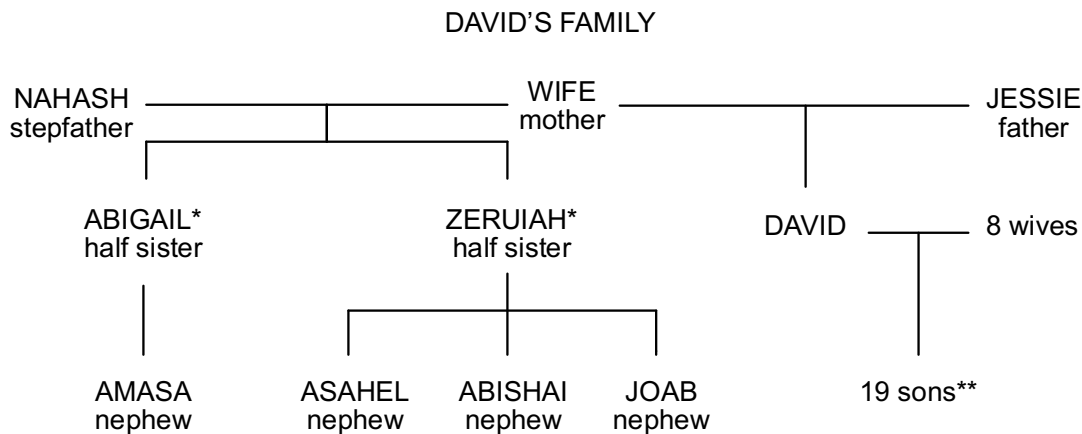 DAVID’S FAMILY
NAHASH
stepfather
WIFE
mother
JESSIE
father
ABIGAIL*
half sister
ZERUIAH*
half sister
DAVID
8 wives
AMASA
nephew
ASAHEL
nephew
ABISHAI
nephew
JOAB
nephew
19 sons**